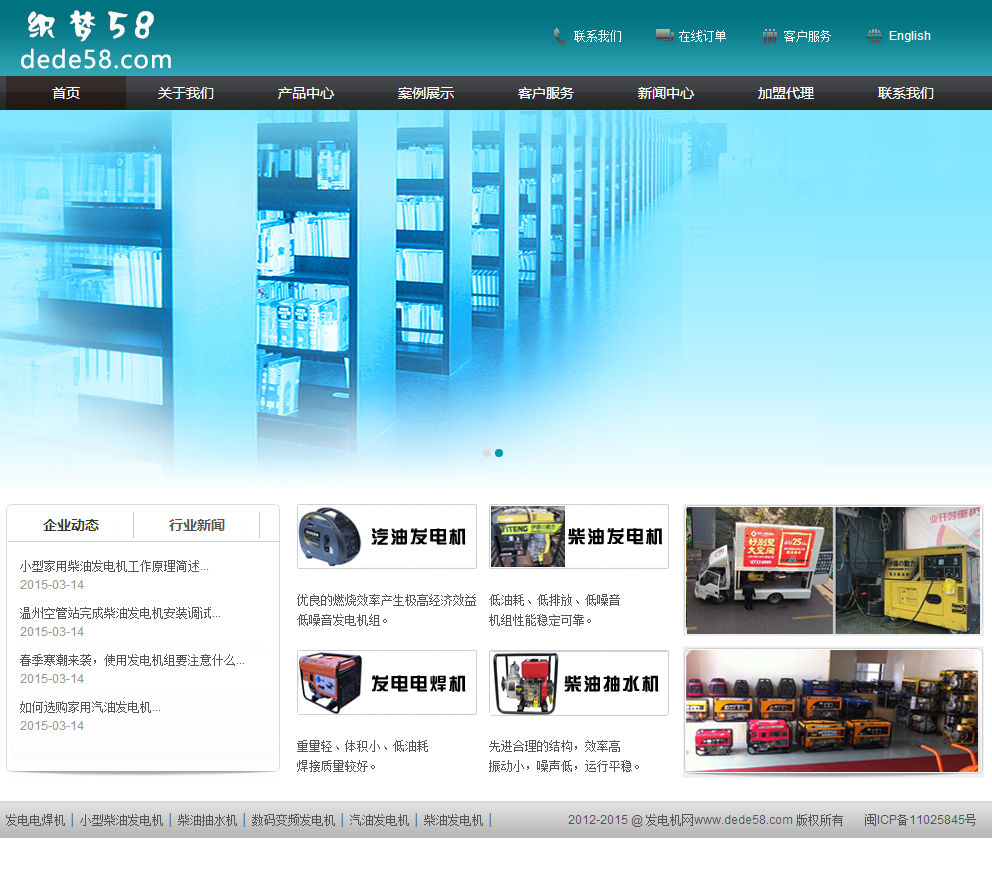 织梦58
dede58.com
联系我们 在线订单 客户服务 English
首页 关于我们 产品中心 案例展示 客户服务 新闻中心 加盟代理 联系我们
企业动态 行业新闻
小型家用柴油发电机工作原理简述...
2015-03-14
温州空管站完成柴油发电机安装调试...
2015-03-14
春季寒潮来袭，使用发电机组要注意什么...
2015-03-14
如何选购家用汽油发电机...
2015-03-14
汽油发电机
优良的燃烧效率产生极高经济效益
低噪音发电机组。
YITENG
柴油发电机
低油耗、低排放、低噪音
机组性能稳定可靠。
发电电焊机
重量轻、体积小、低油耗
焊接质量较好。
柴油抽水机
先进合理的结构，效率高
振动小，噪声低，运行平稳。
好别墅
大空间
25
发电电焊机 | 小型柴油发电机 | 柴油抽水机 | 数码变频发电机 | 汽油发电机 | 柴油发电机 |
2012-2015 @ 发电机网www.dede58.com 版权所有 闽ICP备11025845号